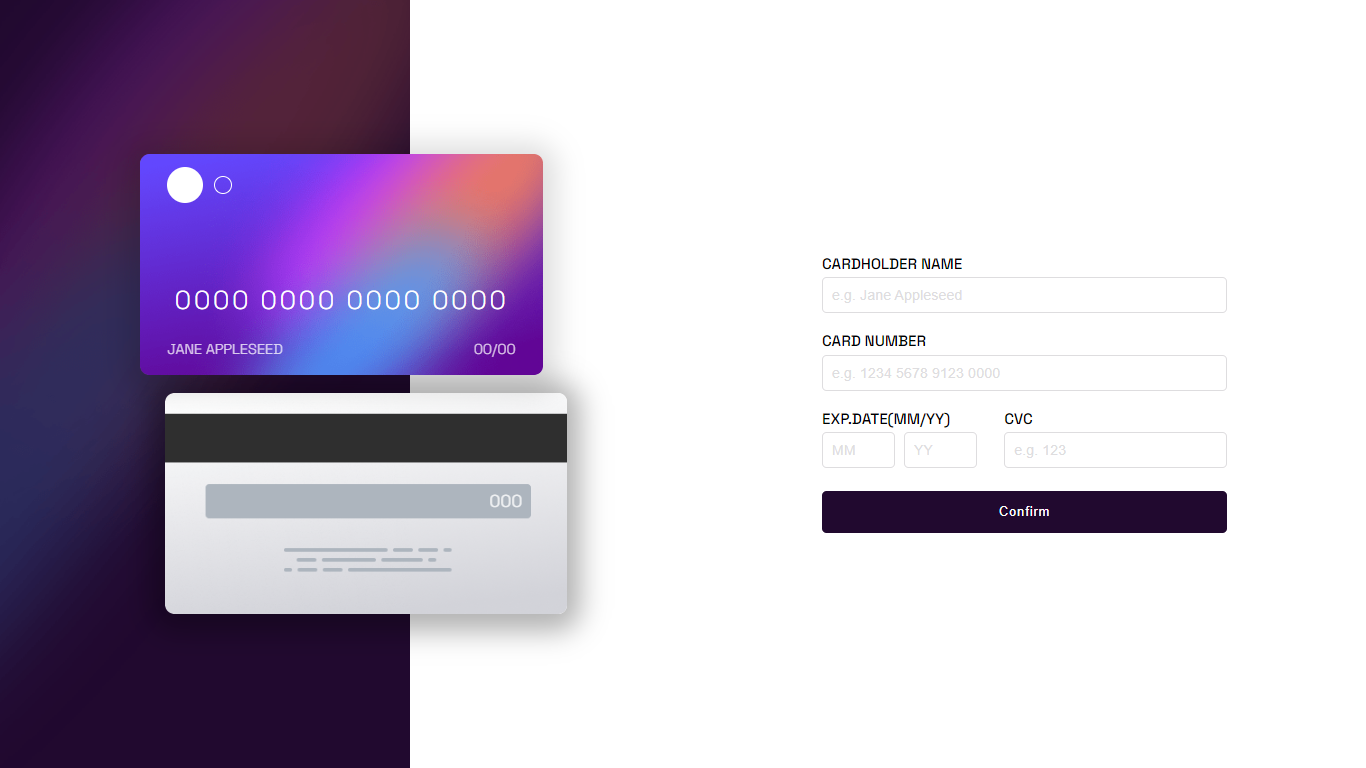 0000 0000 0000 0000
JANE APPLESEED 00/00
000
CARDHOLDER NAME
e.g. Jane Appleseed
CARD NUMBER
e.g. 1234 5678 9123 0000
EXP.DATE(MM/YY) CVC
MM YY e.g. 123
Confirm